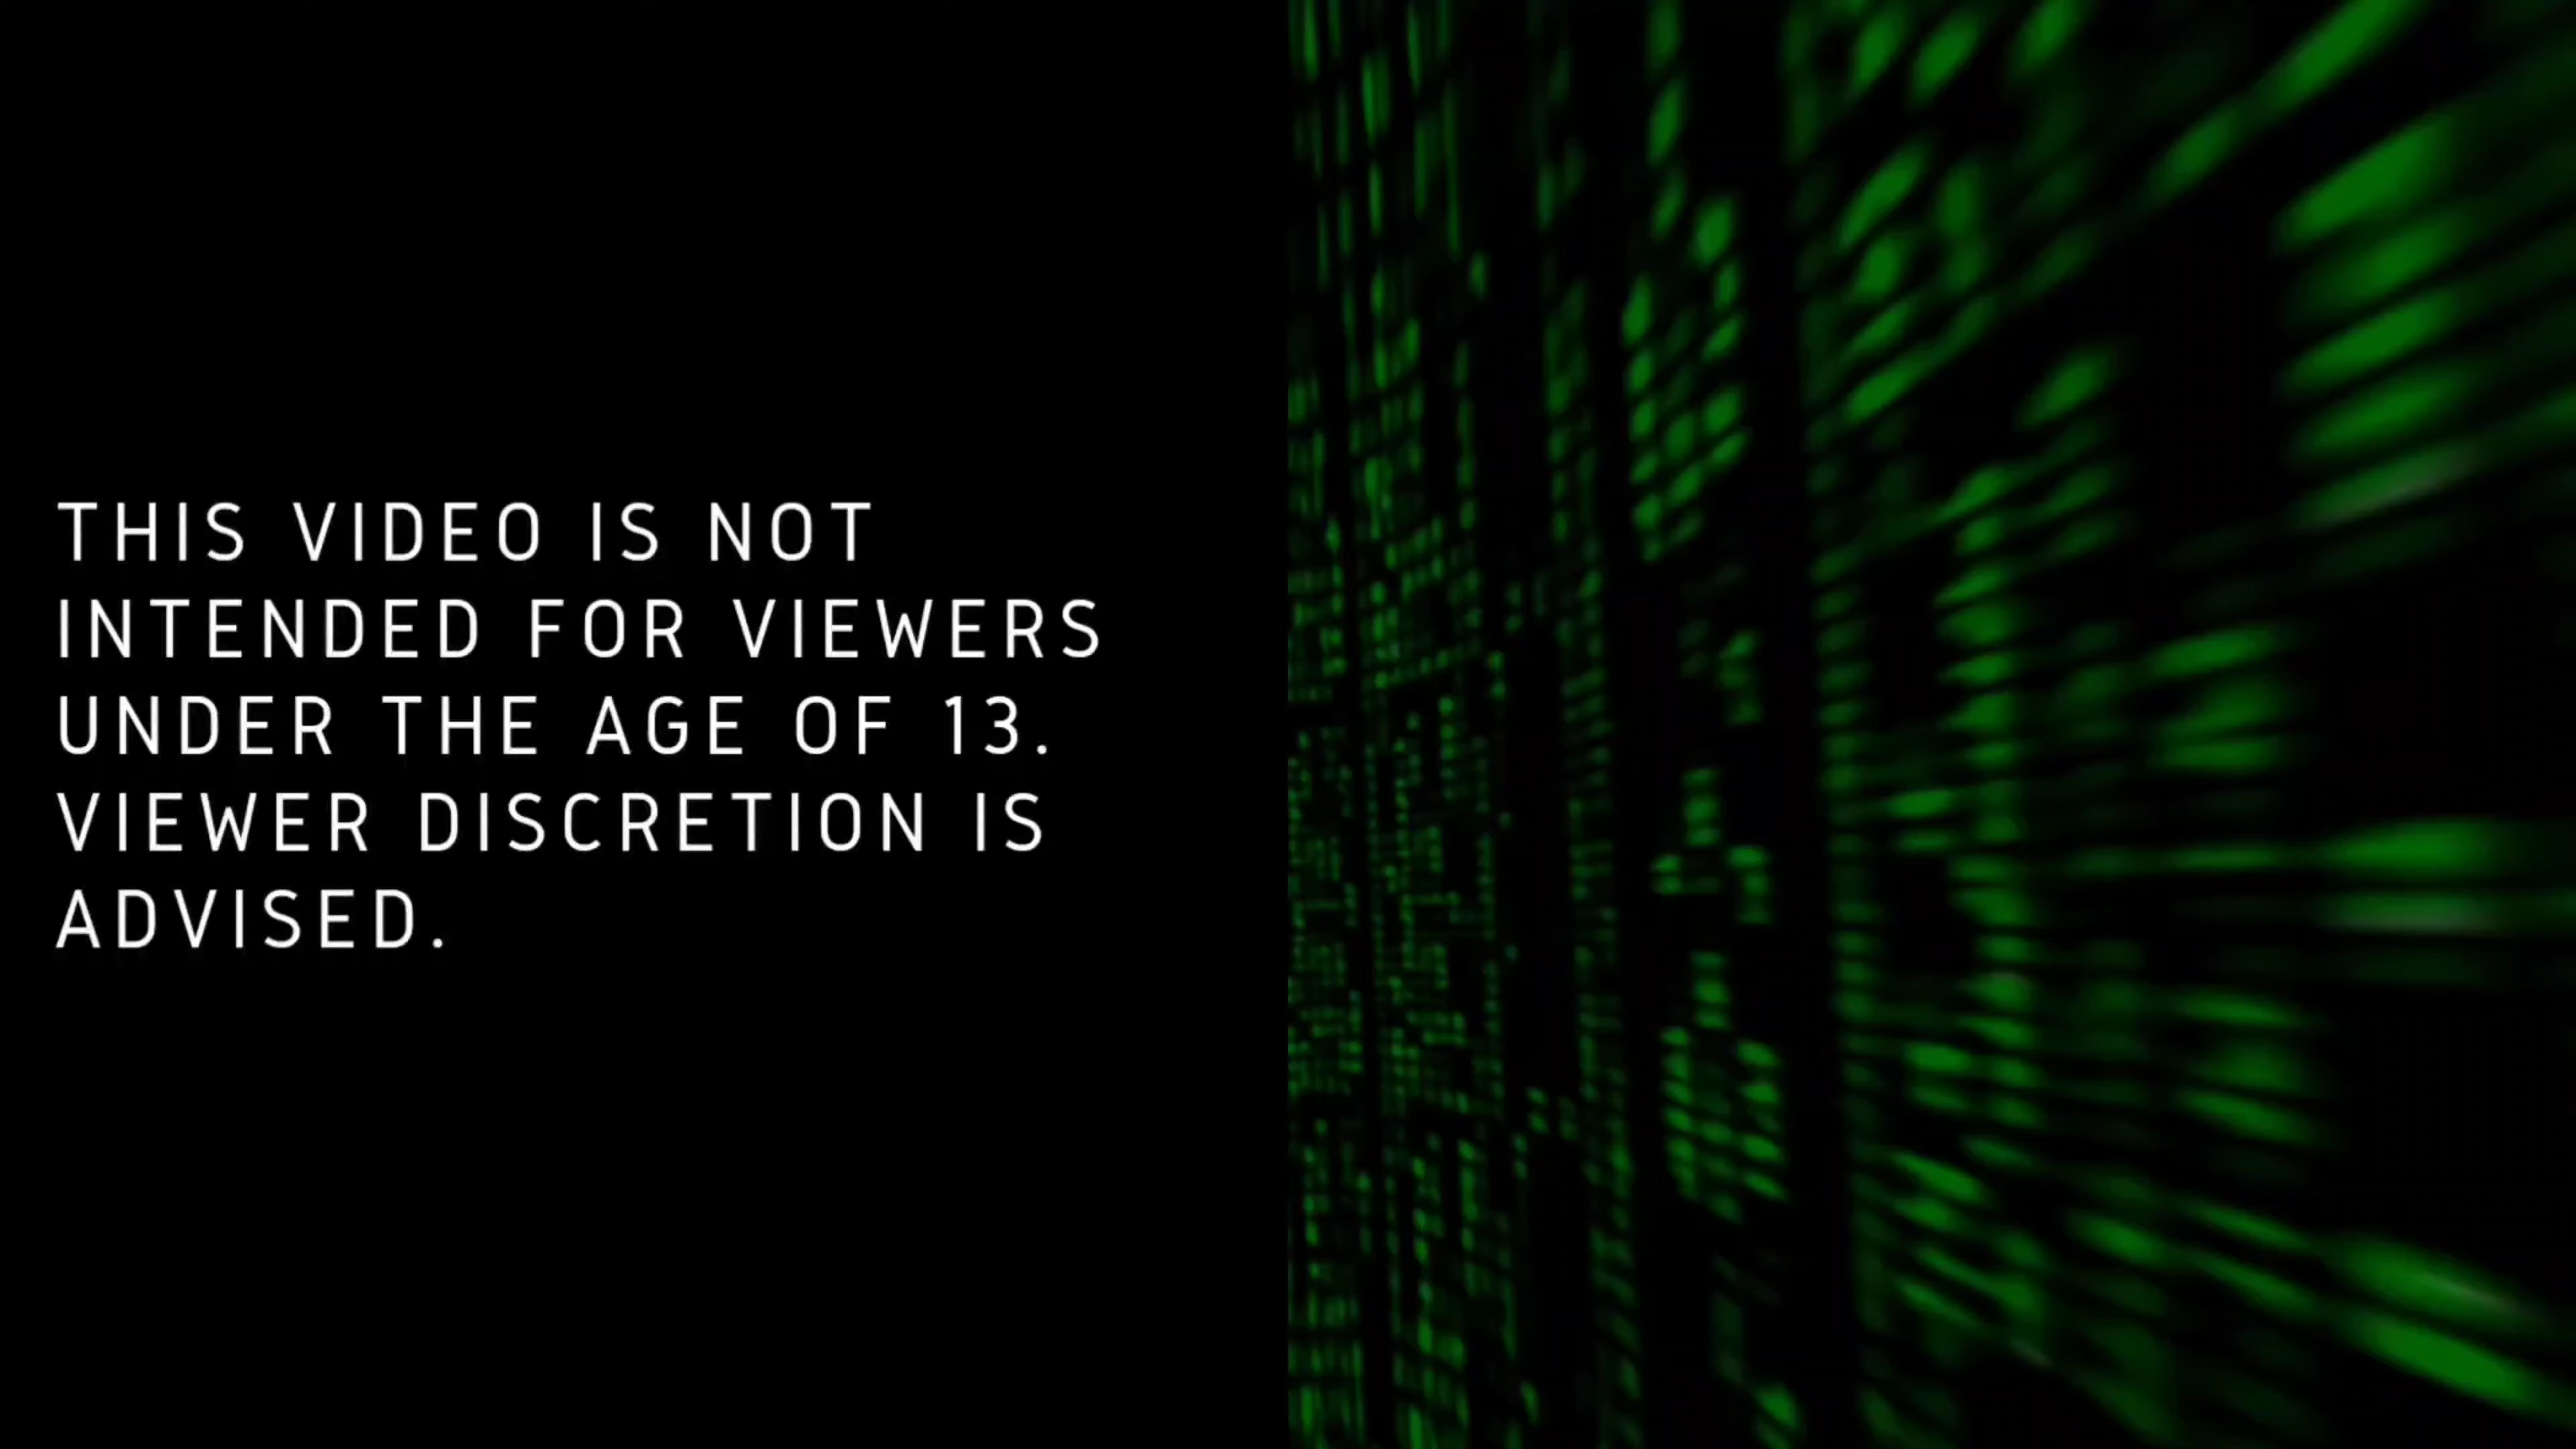 THIS VIDEO IS NOT
INTENDED FOR VIEWERS
UNDER THE AGE OF 13.
VIEWER DISCRETION IS
ADVISED.